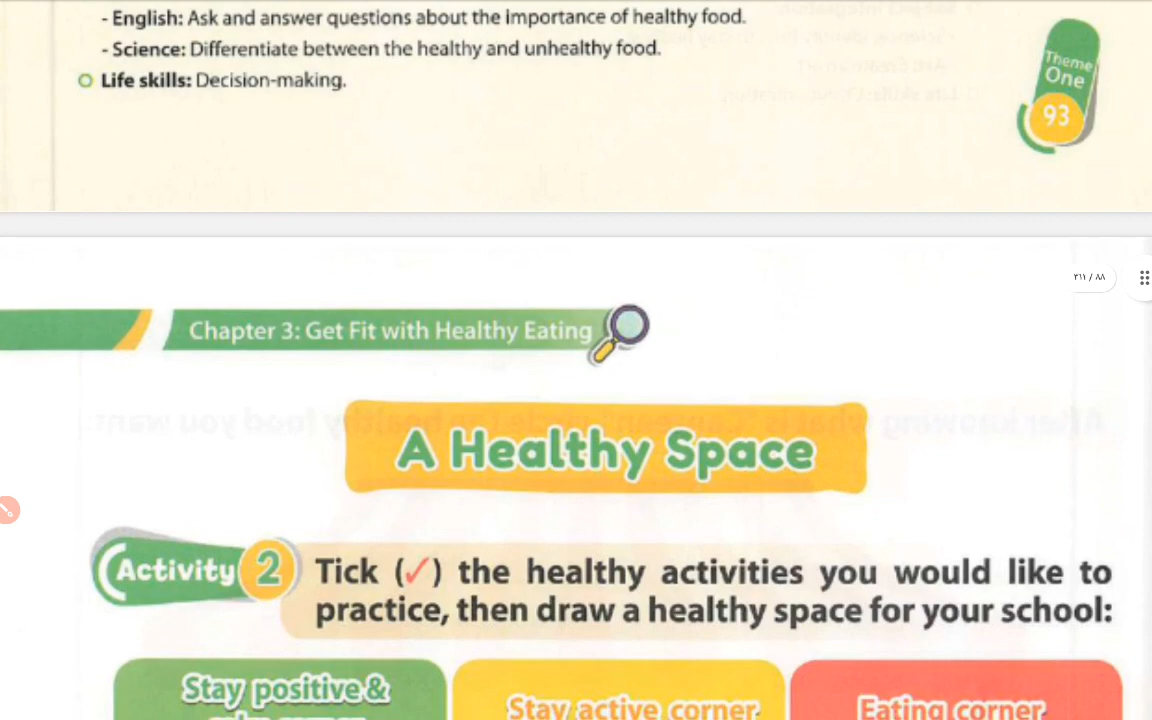 - English: Ask and answer questions about the importance of healthy food.
- Science: Differentiate between the healthy and unhealthy food.
Life skills: Decision-making.
Theme
One
93
٢١١ / ٨٨
Chapter 3: Get Fit with Healthy Eating
A Healthy Space
Activity 2
Tick (✓) the healthy activities you would like to
practice, then draw a healthy space for your school:
Stay positive &
Stay active corner
Eating corner